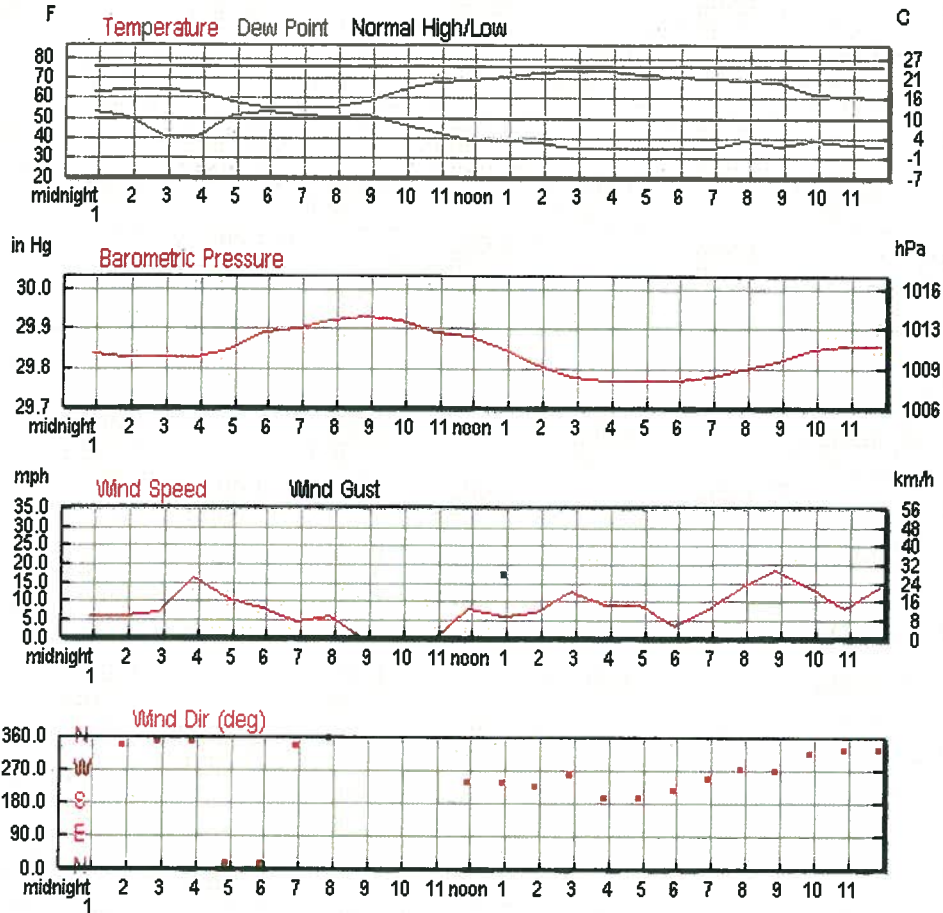 F C
Temperature Dew Point Normal High/Low
80 27
70 21
60 16
50 10
40 4
30 -1
20 -7
midnight 2 3 4 5 6 7 8 9 10 11 noon 1 2 3 4 5 6 7 8 9 10 11
1
in Hg hPa
Barometric Pressure
30.0 1016
29.9 1013
29.8 1009
29.7 1006
midnight 2 3 4 5 6 7 8 9 10 11 noon 1 2 3 4 5 6 7 8 9 10 11
1
mph km/h
Wind Speed Wind Gust
35.0 56
30.0 48
25.0 40
20.0 32
15.0 24
10.0 16
5.0 8
0.0 0
midnight 2 3 4 5 6 7 8 9 10 11 noon 1 2 3 4 5 6 7 8 9 10 11
1
Wind Dir (deg)
360.0 N
270.0 W
180.0 S
90.0 E
0.0 N
midnight 2 3 4 5 6 7 8 9 10 11 noon 1 2 3 4 5 6 7 8 9 10 11
1